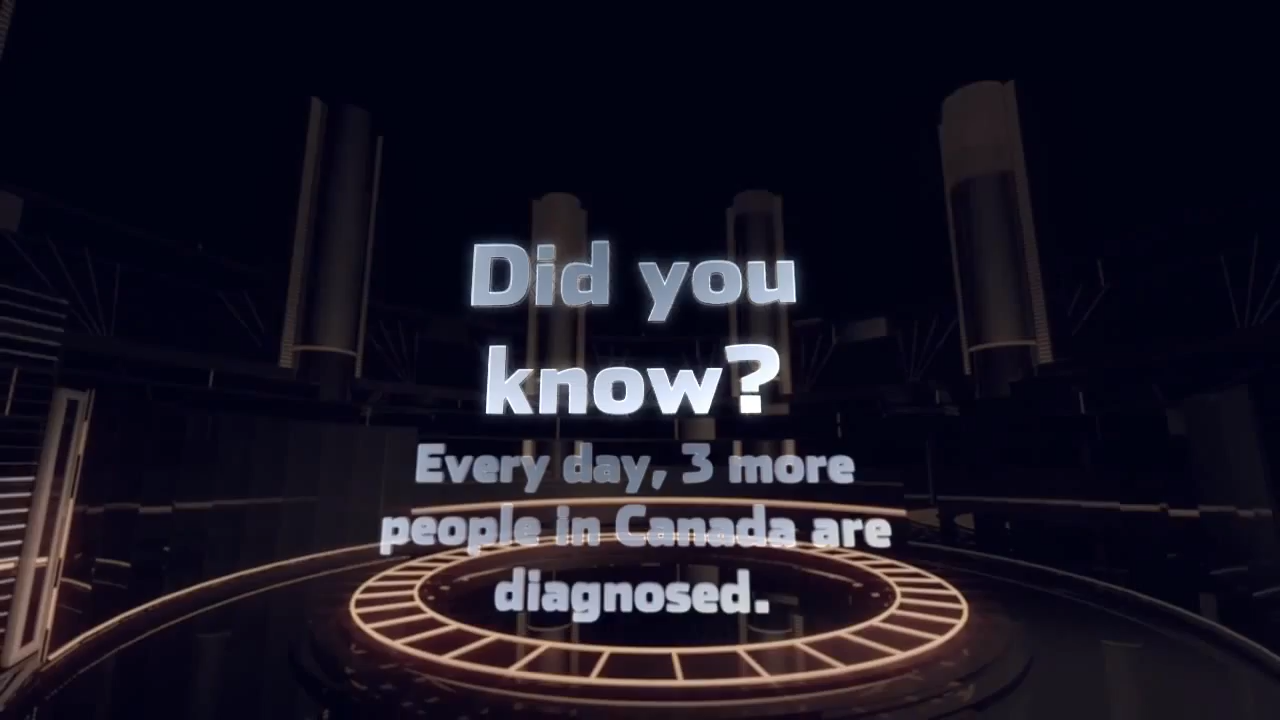 Did you
know?
Every day, 3 more
people in Canada are
diagnosed.